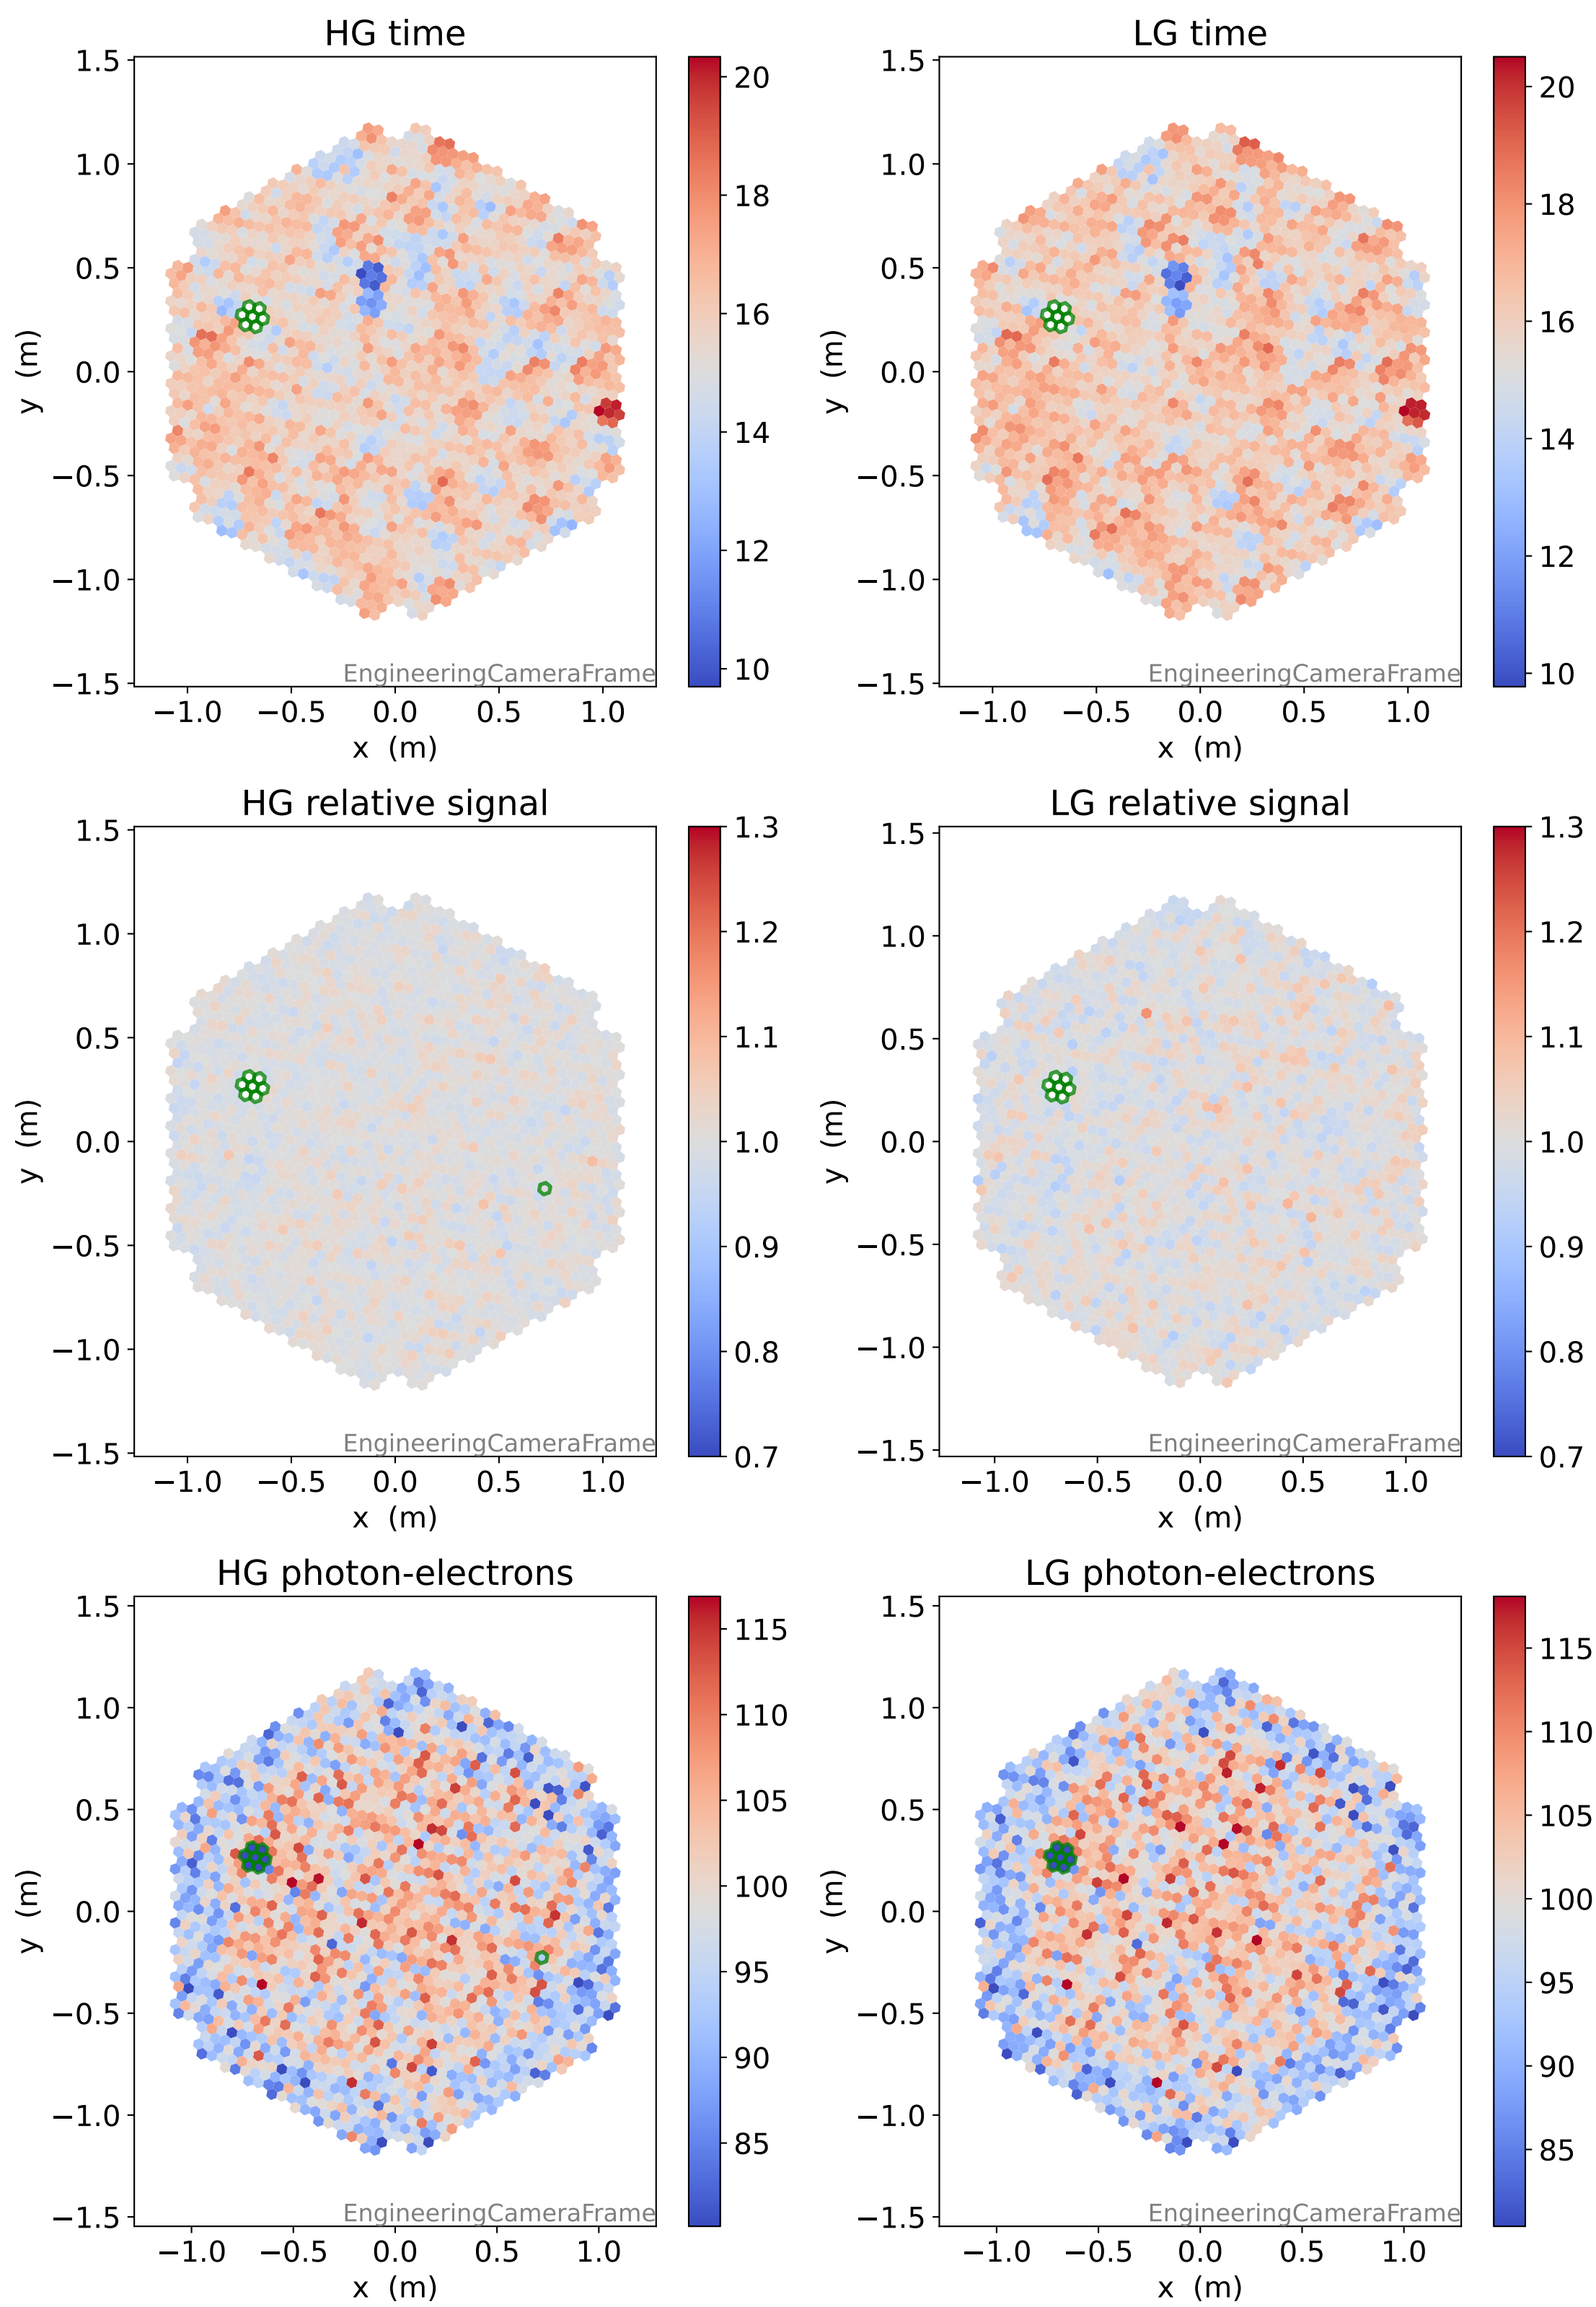 HG time
LG time
1.5
1.0
0.5
0.0
−0.5
−1.0
−1.5
y (m)
−1.0 −0.5 0.0 0.5 1.0
x (m)
EngineeringCameraFrame
20
18
16
14
12
10
1.5
1.0
0.5
0.0
−0.5
−1.0
−1.5
y (m)
−1.0 −0.5 0.0 0.5 1.0
x (m)
EngineeringCameraFrame
20
18
16
14
12
10
HG relative signal
LG relative signal
1.5
1.0
0.5
0.0
−0.5
−1.0
−1.5
y (m)
−1.0 −0.5 0.0 0.5 1.0
x (m)
EngineeringCameraFrame
1.3
1.2
1.1
1.0
0.9
0.8
0.7
1.5
1.0
0.5
0.0
−0.5
−1.0
−1.5
y (m)
−1.0 −0.5 0.0 0.5 1.0
x (m)
EngineeringCameraFrame
1.3
1.2
1.1
1.0
0.9
0.8
0.7
HG photon-electrons
LG photon-electrons
1.5
1.0
0.5
0.0
−0.5
−1.0
−1.5
y (m)
−1.0 −0.5 0.0 0.5 1.0
x (m)
EngineeringCameraFrame
115
110
105
100
95
90
85
1.5
1.0
0.5
0.0
−0.5
−1.0
−1.5
y (m)
−1.0 −0.5 0.0 0.5 1.0
x (m)
EngineeringCameraFrame
115
110
105
100
95
90
85